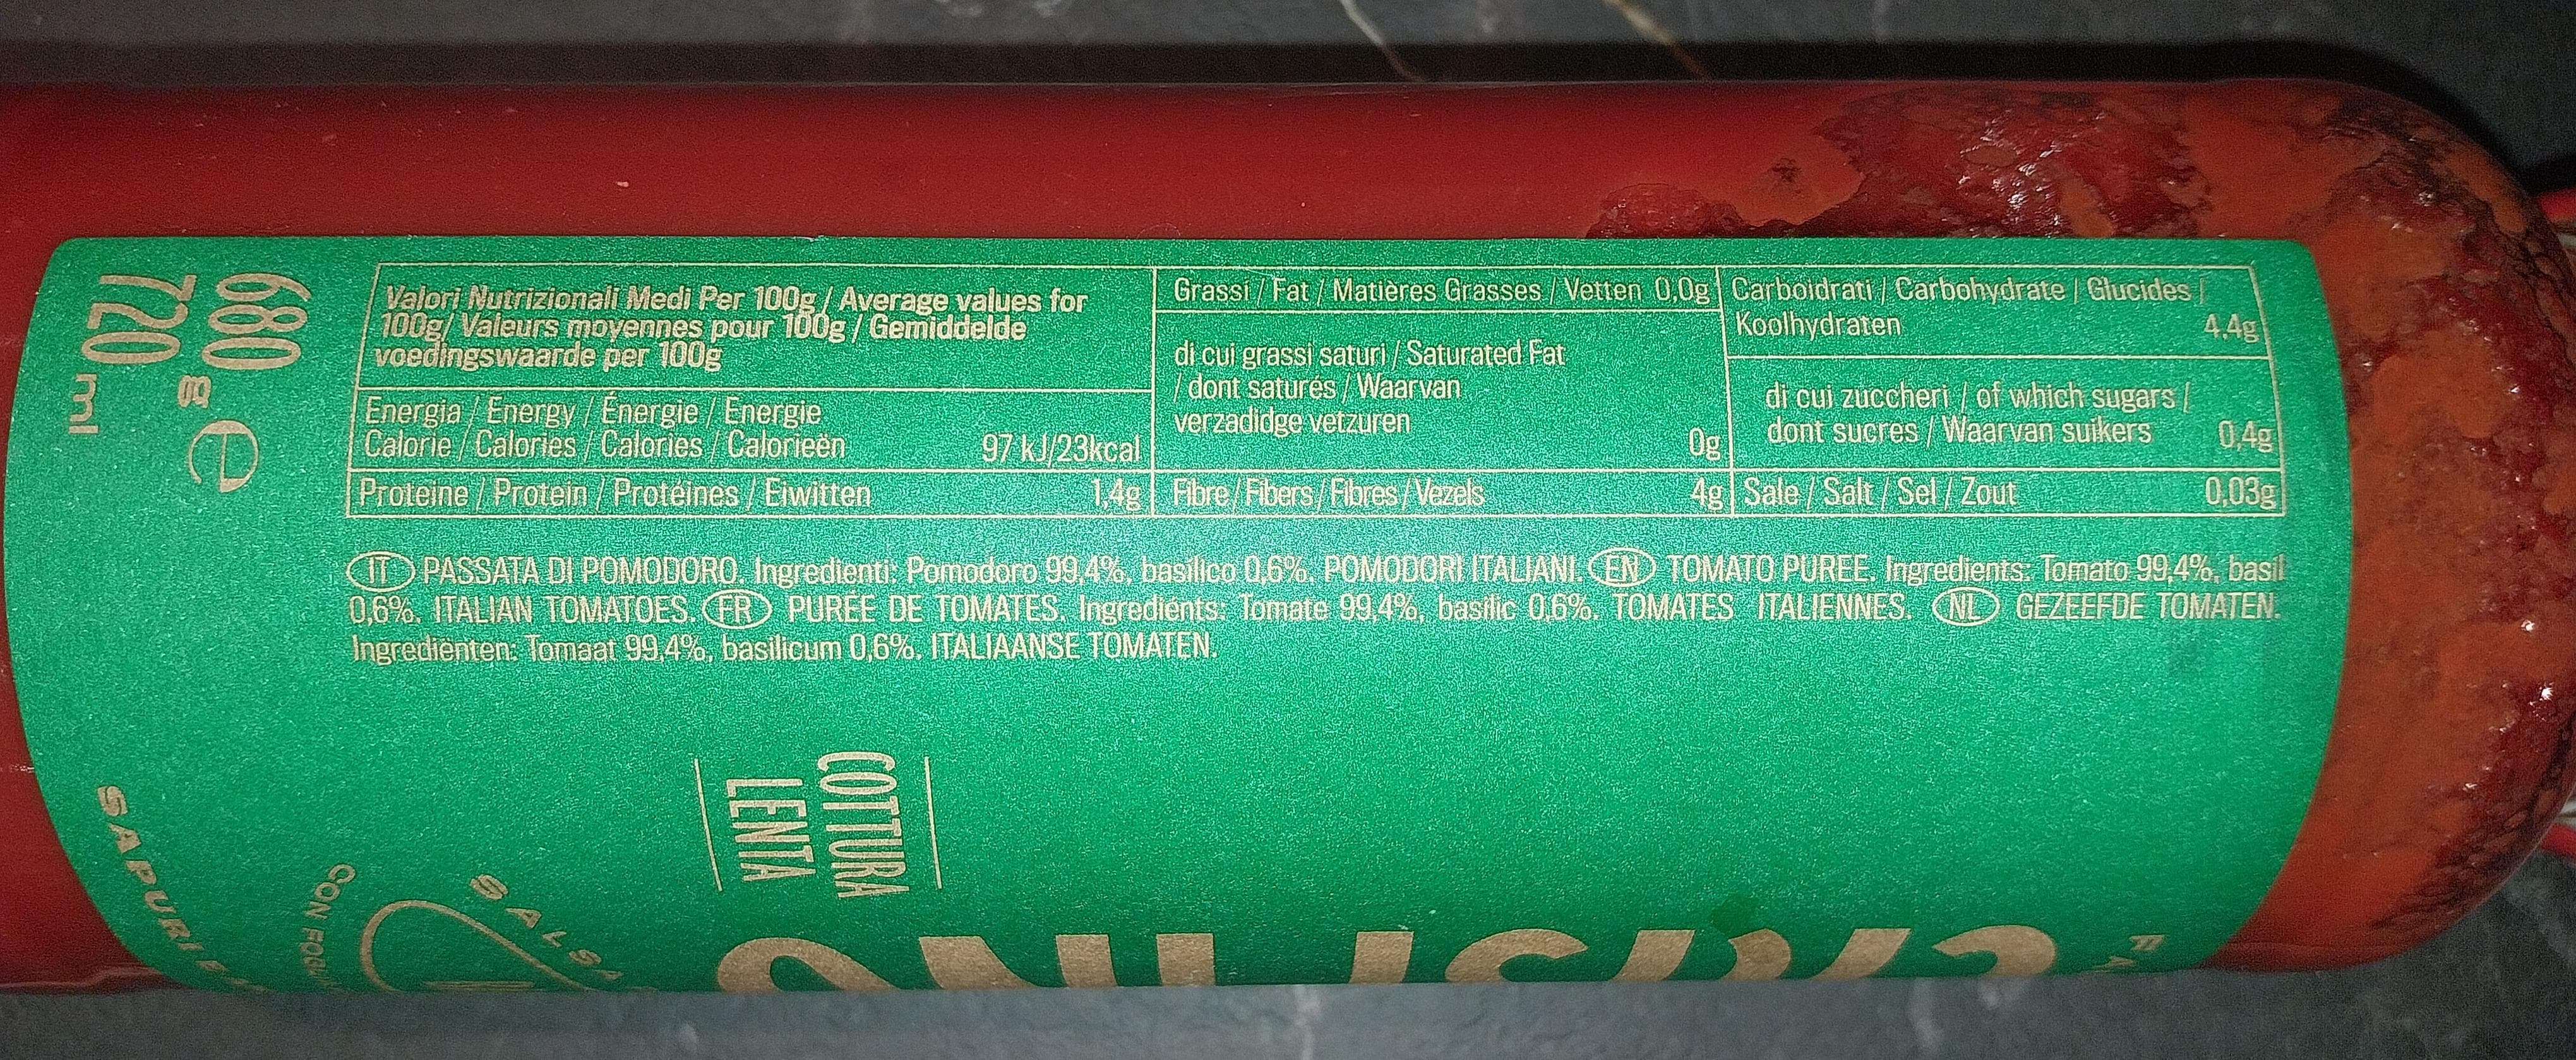 680 g e
720 ml
Valori Nutrizionali Medi Per 100g / Average values for
100g/ Valeurs moyennes pour 100g / Gemiddelde
voedingswaarde per 100g
Energia / Energy / Énergie / Energie
Calorie / Calories / Calories / Calorieën 97 kJ/23kcal
Proteine / Protein / Protéines / Eiwitten 1,4g
Grassi / Fat / Matières Grasses / Vetten 0,0g
di cui grassi saturi / Saturated Fat
/ dont saturés / Waarvan
verzadidge vetzuren
0g
Fibre / Fibers / Fibres / Vezels 4g
Carboidrati / Carbohydrate / Glucides /
Koolhydraten 4,4g
di cui zuccheri / of which sugars /
dont sucres / Waarvan suikers 0,4g
Sale / Salt / Sel / Zout 0,03g
IT PASSATA DI POMODORO. Ingredienti: Pomodoro 99,4%, basilico 0,6%. POMODORI ITALIANI. EN TOMATO PUREE. Ingredients: Tomato 99,4%, basil
0,6%. ITALIAN TOMATOES. FR PURÉE DE TOMATES. Ingrediénts: Tomate 99,4%, basilic 0,6%. TOMATES ITALIENNES. NL GEZEEFDE TOMATEN.
Ingrediënten: Tomaat 99,4%, basilicum 0,6%. ITALIAANSE TOMATEN.
COTTURA
LENTA
SALSA
CON
SAPURI